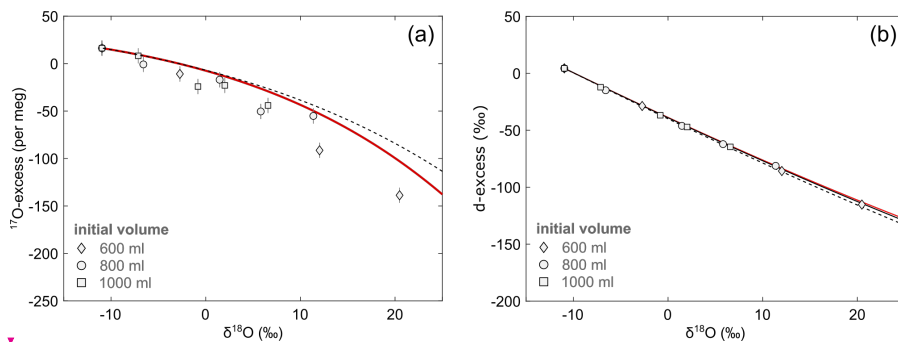 (a)
50
0
-50
-100
-150
-200
-250
¹⁷O-excess (per meg)
initial volume
600 ml
800 ml
1000 ml
-10 0 10 20
δ¹⁸O (‰)
(b)
50
0
-50
-100
-150
-200
d-excess (‰)
initial volume
600 ml
800 ml
1000 ml
-10 0 10 20
δ¹⁸O (‰)